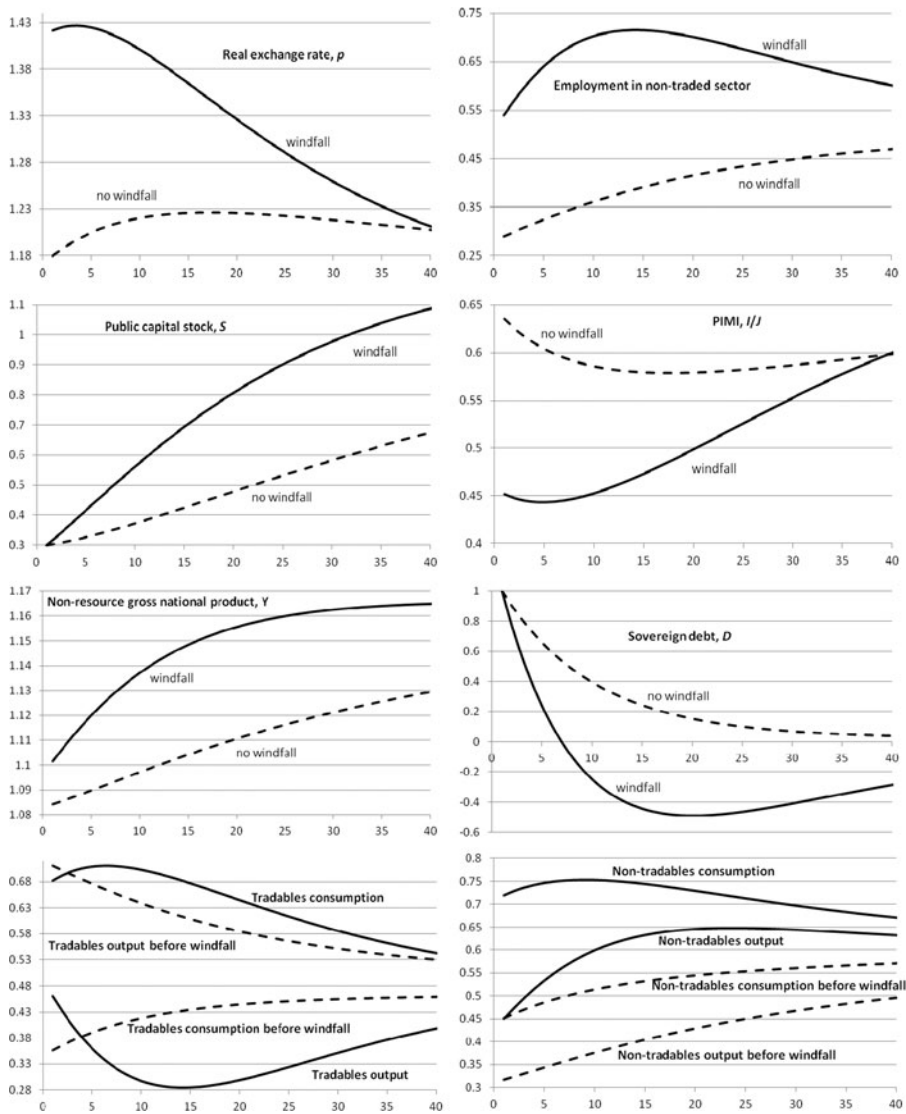 1.43
1.38
1.33
1.28
1.23
1.18
Real exchange rate, p
windfall
no windfall
0 5 10 15 20 25 30 35 40
0.75
0.65
0.55
0.45
0.35
0.25
windfall
Employment in non-traded sector
no windfall
0 5 10 15 20 25 30 35 40
1.1
1
0.9
0.8
0.7
0.6
0.5
0.4
0.3
Public capital stock, S
windfall
no windfall
0 5 10 15 20 25 30 35 40
0.65
0.6
0.55
0.5
0.45
0.4
PIMI, I/J
no windfall
windfall
0 5 10 15 20 25 30 35 40
1.17
1.16
1.15
1.14
1.13
1.12
1.11
1.1
1.09
1.08
Non-resource gross national product, Y
windfall
no windfall
0 5 10 15 20 25 30 35 40
1
0.8
0.6
0.4
0.2
0
-0.2
-0.4
-0.6
Sovereign debt, D
no windfall
0 5 10 15 20 25 30 35 40
windfall
0.68
0.63
0.58
0.53
0.48
0.43
0.38
0.33
0.28
Tradables consumption
Tradables output before windfall
Tradables consumption before windfall
Tradables output
0 5 10 15 20 25 30 35 40
0.8
0.75
0.7
0.65
0.6
0.55
0.5
0.45
0.4
0.35
0.3
Non-tradables consumption
Non-tradables output
Non-tradables consumption before windfall
Non-tradables output before windfall
0 5 10 15 20 25 30 35 40